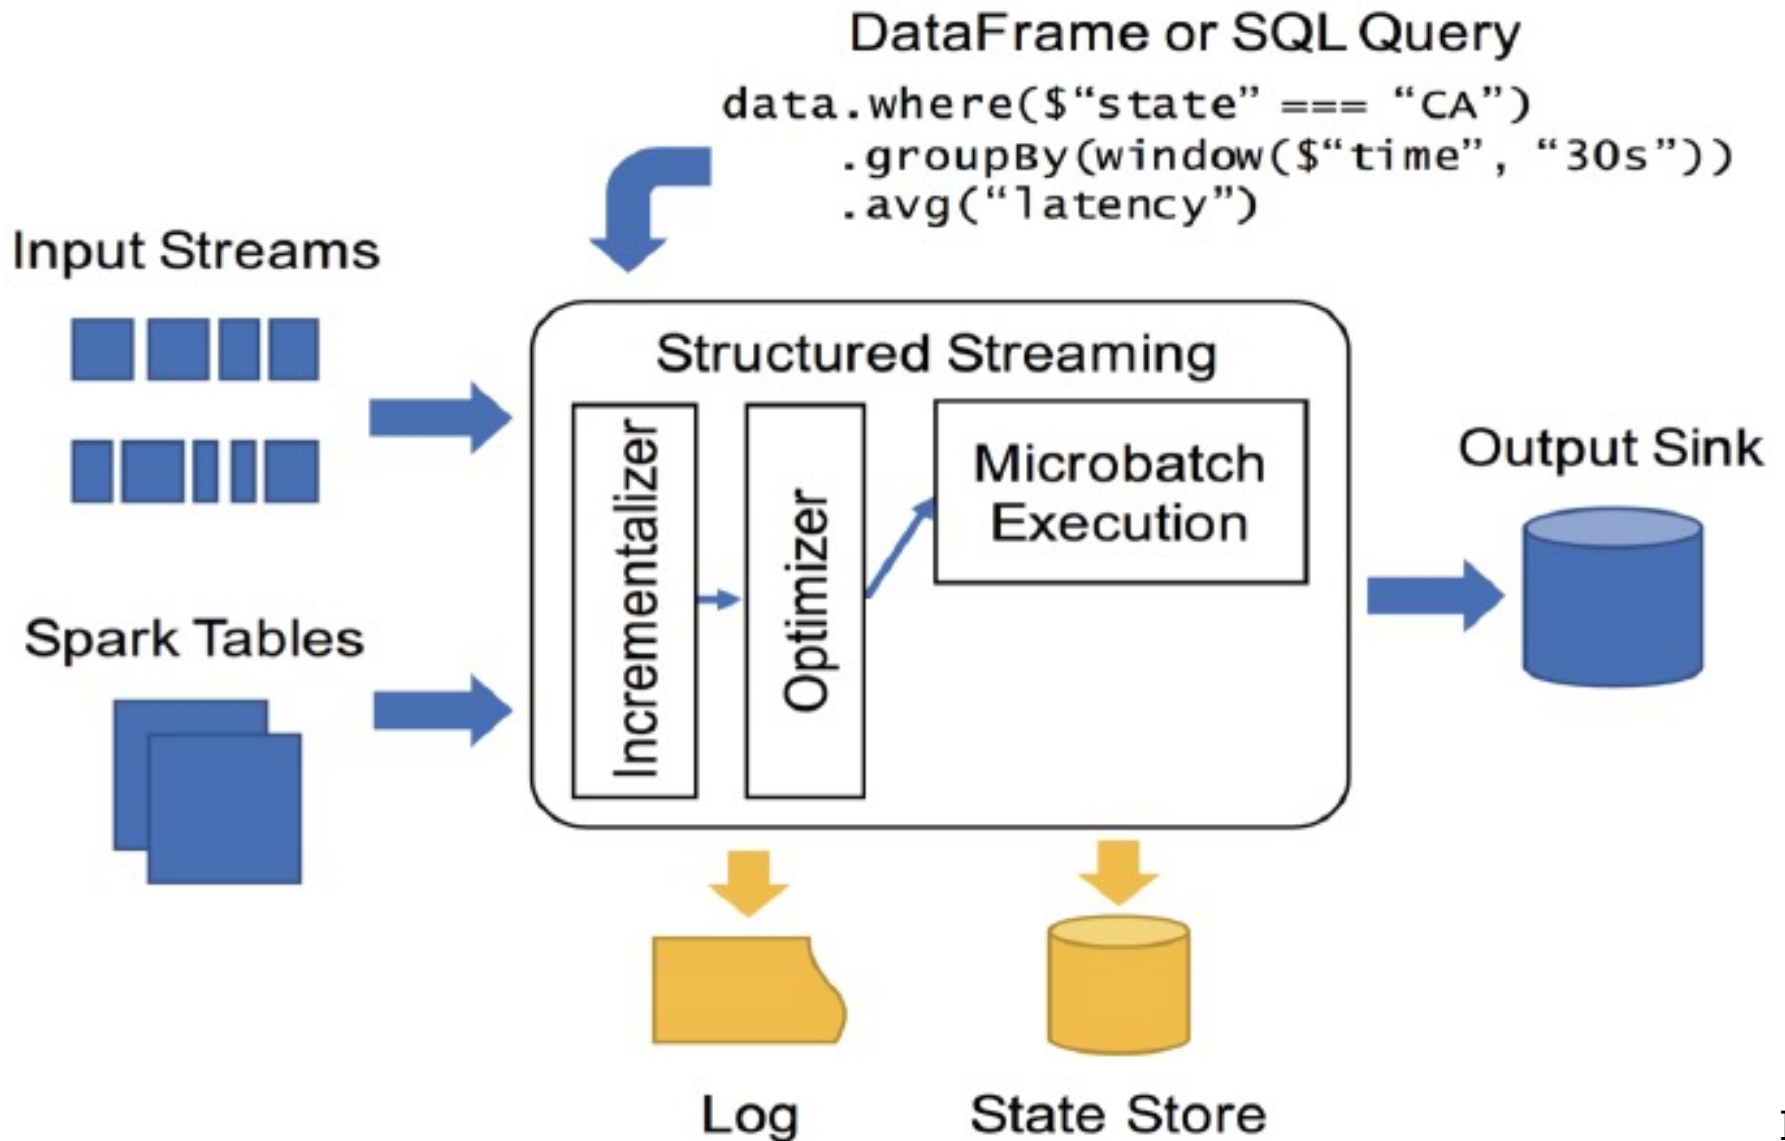 DataFrame or SQL Query
data.where($“state” === “CA”)
.groupBy(window($“time”, “30s”))
.avg(“latency”)
Input Streams
Structured Streaming
Incrementalizer
Optimizer
Microbatch
Execution
Output Sink
Spark Tables
Log
State Store